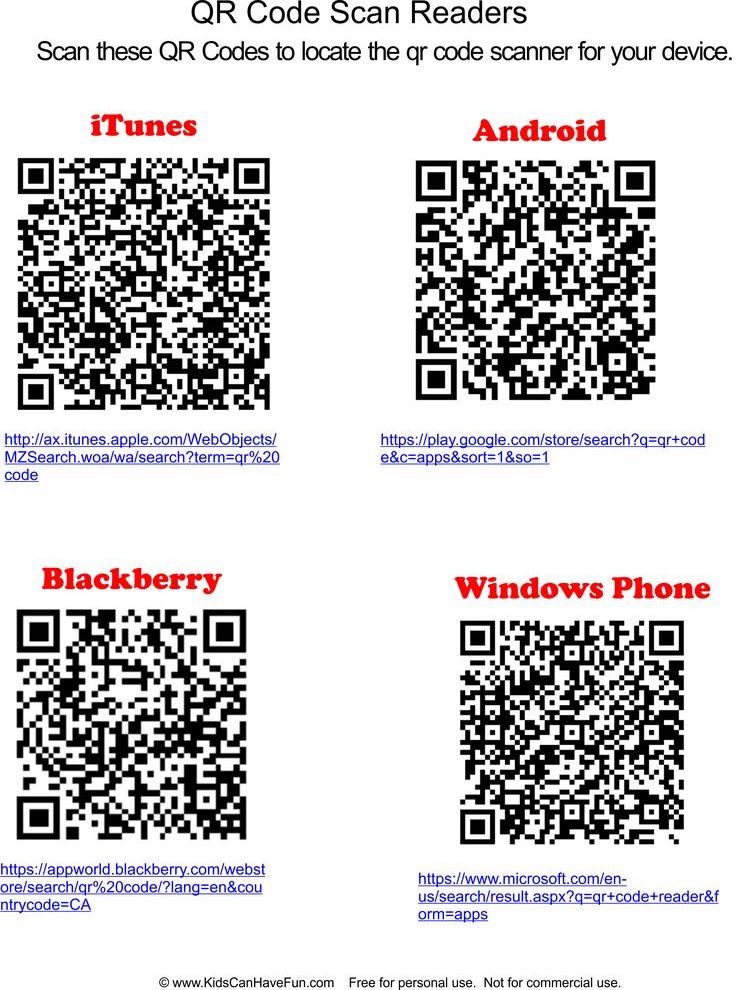 QR Code Scan Readers
Scan these QR Codes to locate the qr code scanner for your device.
iTunes
http://ax.itunes.apple.com/WebObjects/
MZSearch.woa/wa/search?term=qr%20
code
Android
https://play.google.com/store/search?q=qr+cod
e&c=apps&sort=1&so=1
Blackberry
https://appworld.blackberry.com/webst
ore/search/qr%20code/?lang=en&cou
ntrycode=CA
Windows Phone
https://www.microsoft.com/en-
us/search/result.aspx?q=qr+code+reader&f
orm=apps
© www.KidsCanHaveFun.com Free for personal use. Not for commercial use.